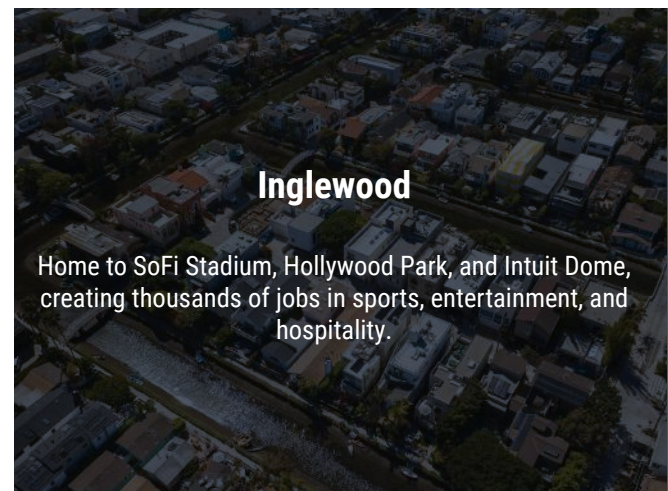 Inglewood
Home to SoFi Stadium, Hollywood Park, and Intuit Dome,
creating thousands of jobs in sports, entertainment, and
hospitality.